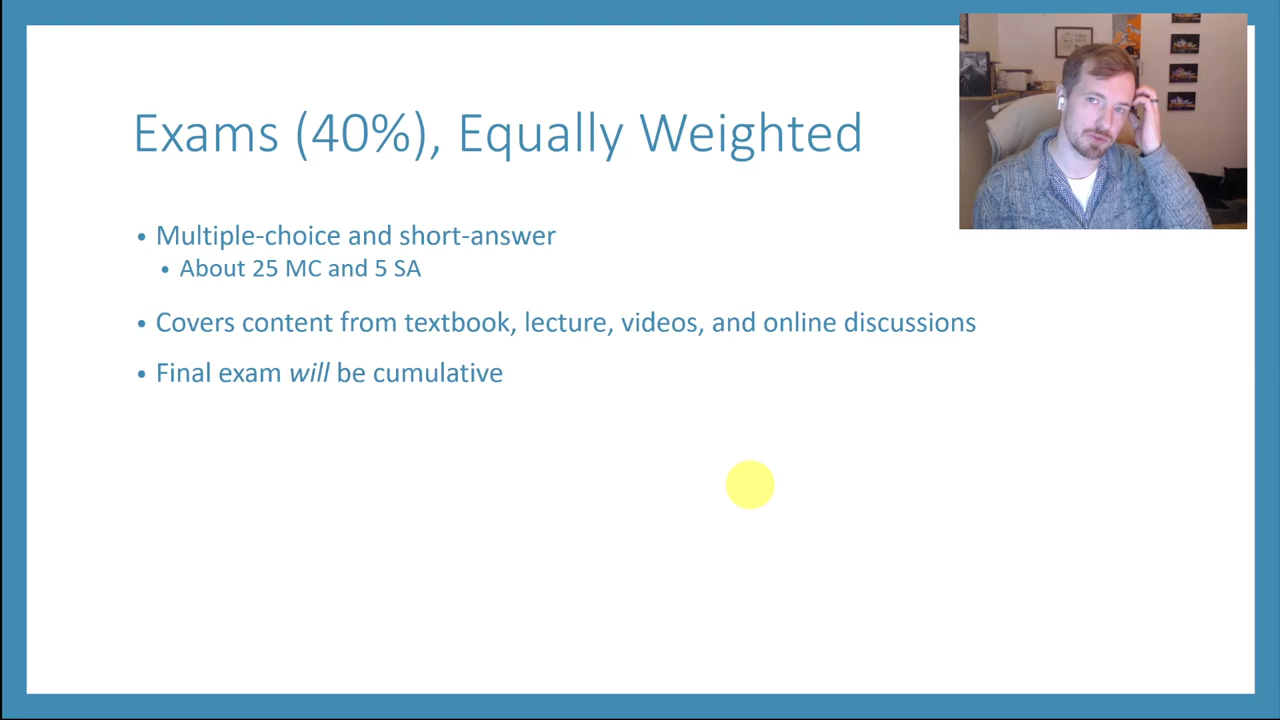 Exams (40%), Equally Weighted
• Multiple-choice and short-answer
• About 25 MC and 5 SA
• Covers content from textbook, lecture, videos, and online discussions
• Final exam will be cumulative